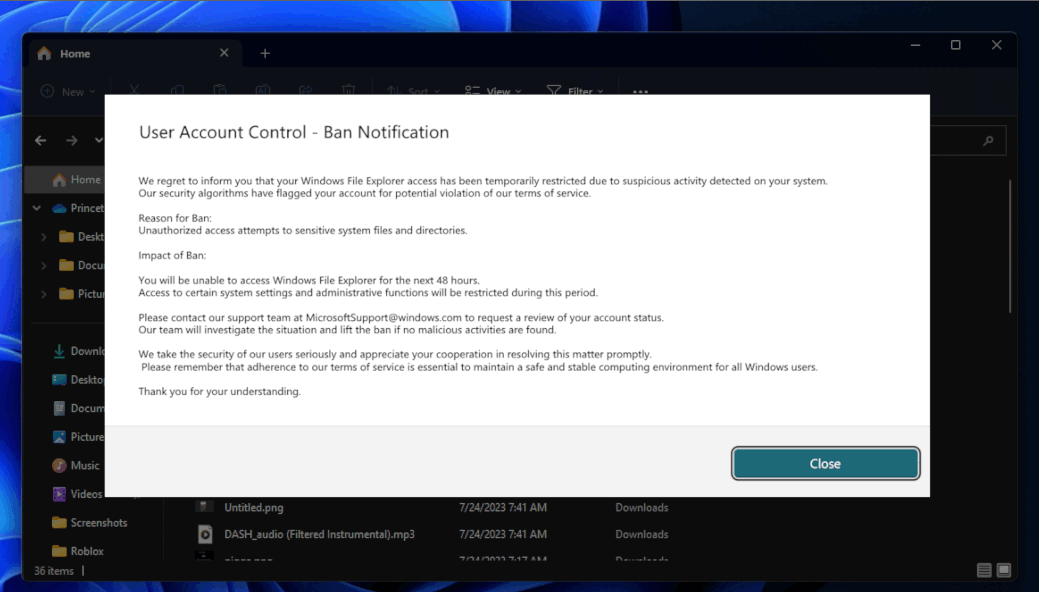 Home
New
Sort
View
Filter
User Account Control - Ban Notification
We regret to inform you that your Windows File Explorer access has been temporarily restricted due to suspicious activity detected on your system.
Our security algorithms have flagged your account for potential violation of our terms of service.
Reason for Ban:
Unauthorized access attempts to sensitive system files and directories.
Impact of Ban:
You will be unable to access Windows File Explorer for the next 48 hours.
Access to certain system settings and administrative functions will be restricted during this period.
Please contact our support team at MicrosoftSupport@windows.com to request a review of your account status.
Our team will investigate the situation and lift the ban if no malicious activities are found.
We take the security of our users seriously and appreciate your cooperation in resolving this matter promptly.
Please remember that adherence to our terms of service is essential to maintain a safe and stable computing environment for all Windows users.
Thank you for your understanding.
Close
Home
Princet
Deskt
Docu
Pictur
Downlo
Deskto
Docum
Picture
Music
Videos
Screenshots
Roblox
Untitled.png 7/24/2023 7:41 AM Downloads
DASH_audio (Filtered Instrumental).mp3 7/24/2023 7:41 AM Downloads
7/24/2023 7:17 AM Downloads
36 items